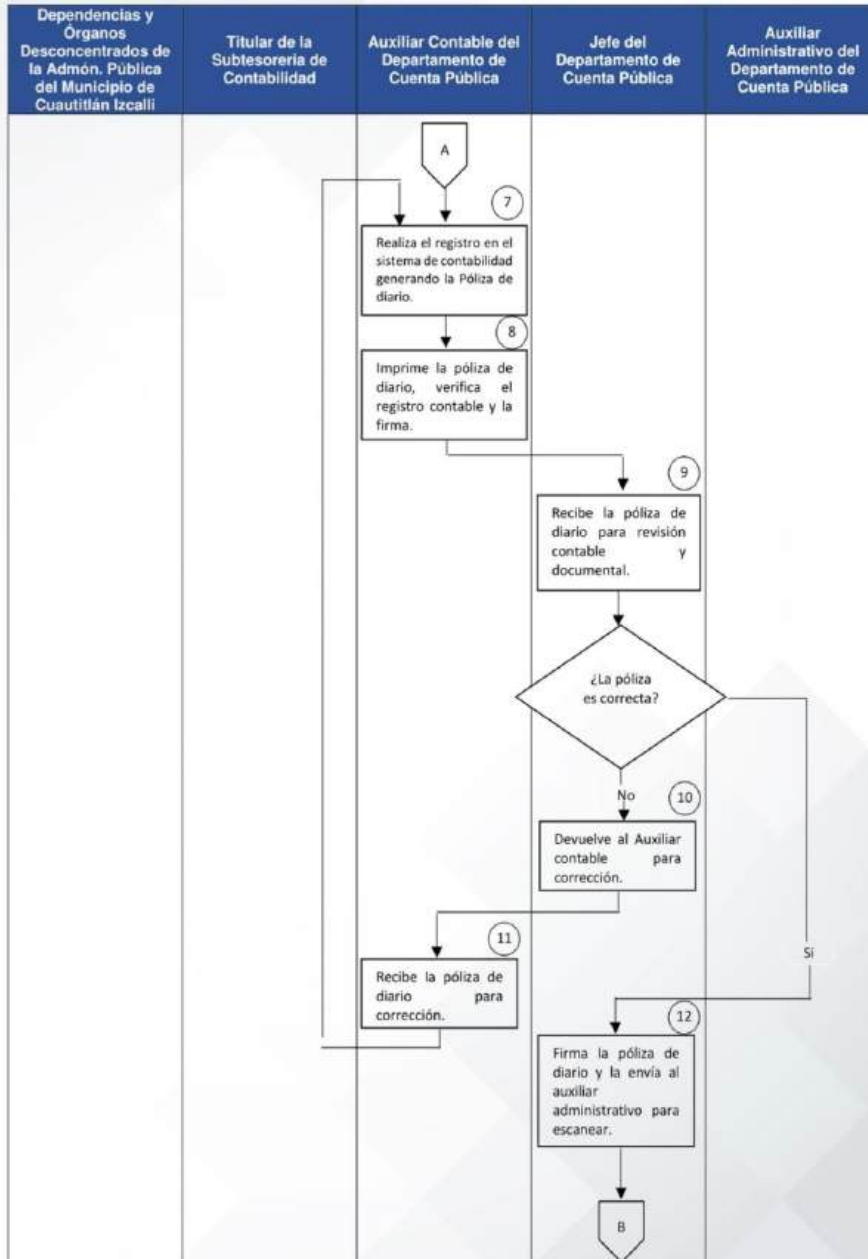 Dependencias y
Órganos
Desconcentrados de
la Admón. Pública
del Municipio de
Cuautitlán Izcalli
Titular de la
Subtesoreria de
Contabilidad
Auxiliar Contable del
Departamento de
Cuenta Pública
Jefe del
Departamento de
Cuenta Pública
Auxiliar
Administrativo del
Departamento de
Cuenta Pública
A
7
Realiza el registro en el
sistema de contabilidad
generando la Póliza de
diario.
8
Imprime la póliza de
diario, verifica el
registro contable y la
firma.
9
Recibe la póliza de
diario para revisión
contable y
documental.
¿La póliza
es correcta?
No
10
Devuelve al Auxiliar
contable para
corrección.
Si
11
Recibe la póliza de
diario para
corrección.
12
Firma la póliza de
diario y la envía al
auxiliar
administrativo para
escanear.
B